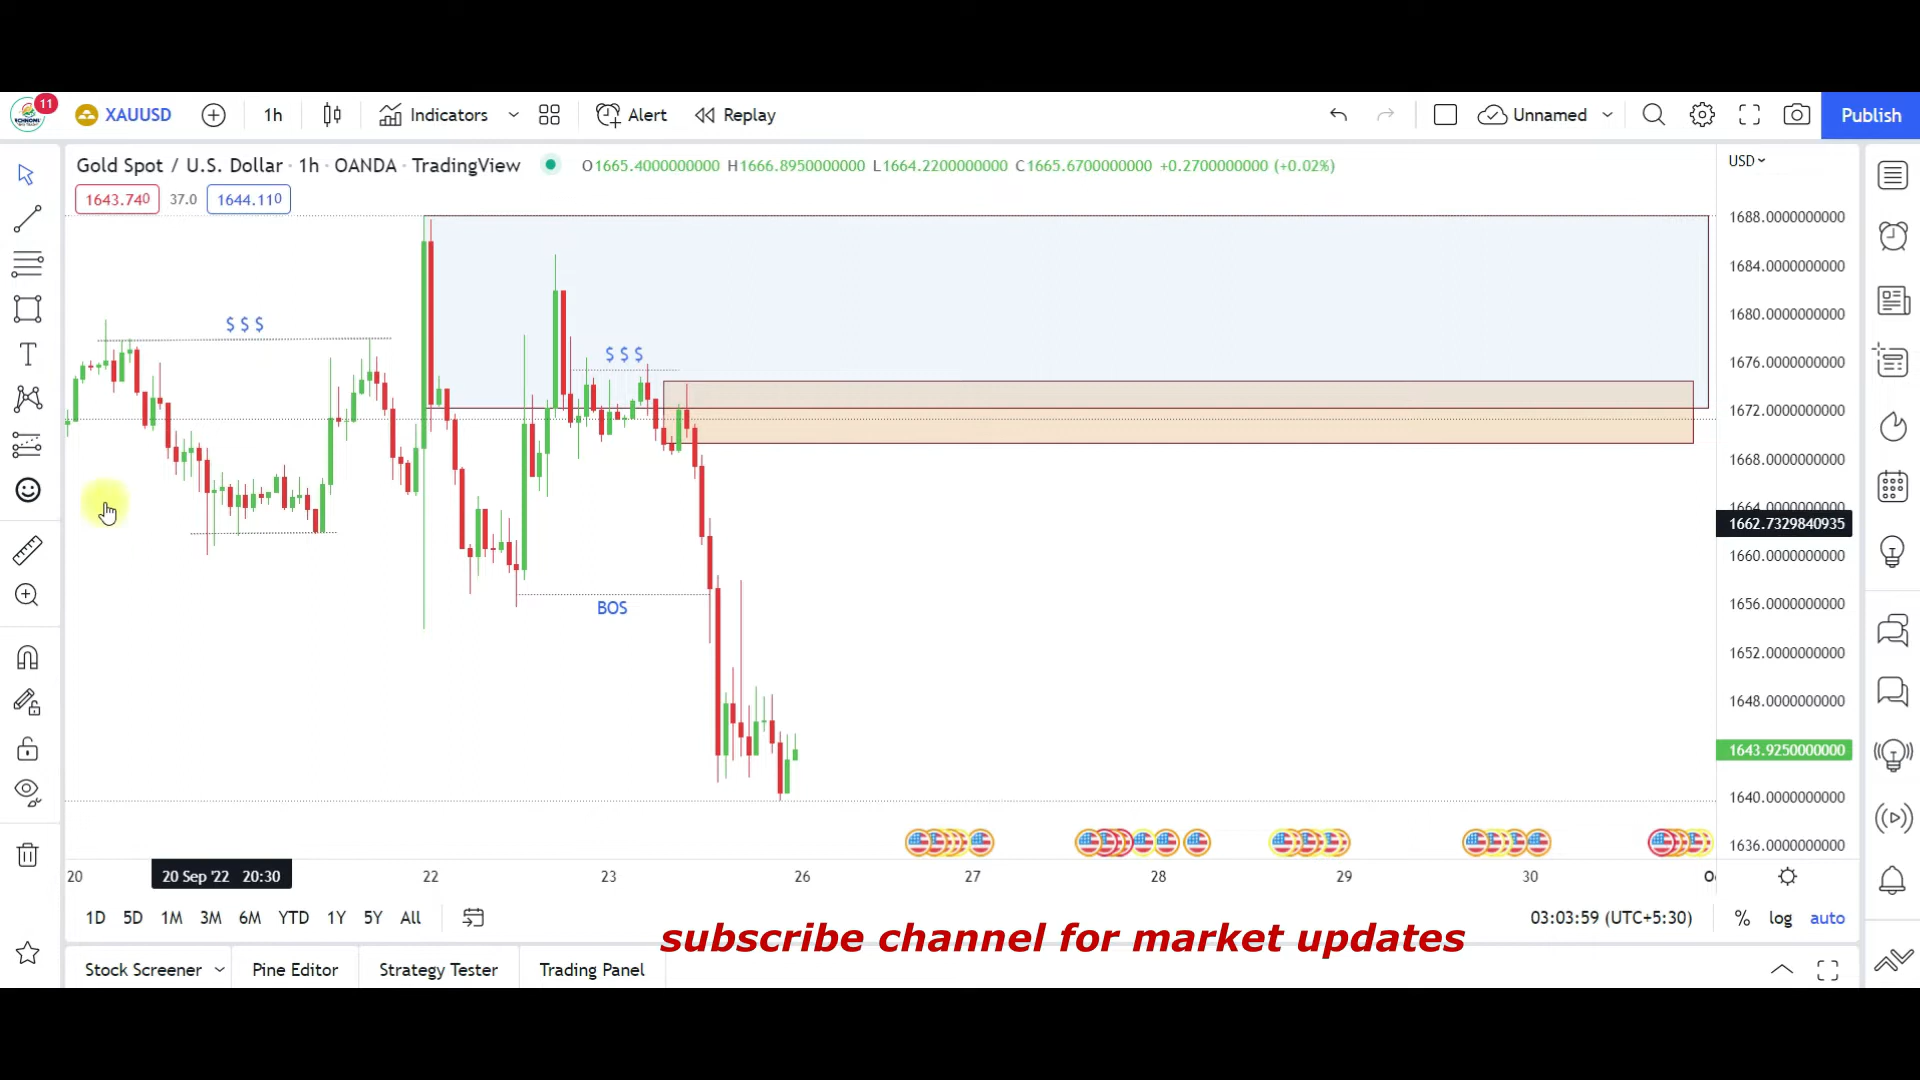 11
XAUUSD
1h
Indicators
Alert
Replay
Unnamed
Publish
Gold Spot / U.S. Dollar · 1h · OANDA · TradingView
O1665.4000000000 H1666.8950000000 L1664.2200000000 C1665.6700000000 +0.2700000000 (+0.02%)
USD
1643.740
37.0
1644.110
1688.0000000000
1684.0000000000
1680.0000000000
$ $ $
$ $ $
1676.0000000000
1672.0000000000
1668.0000000000
1664.0000000000
1662.7329840935
1660.0000000000
1656.0000000000
BOS
1652.0000000000
1648.0000000000
1643.9250000000
1640.0000000000
1636.0000000000
20
20 Sep '22 20:30
22
23
26
27
28
29
30
1D 5D 1M 3M 6M YTD 1Y 5Y All
03:03:59 (UTC+5:30)
% log auto
subscribe channel for market updates
Stock Screener
Pine Editor
Strategy Tester
Trading Panel